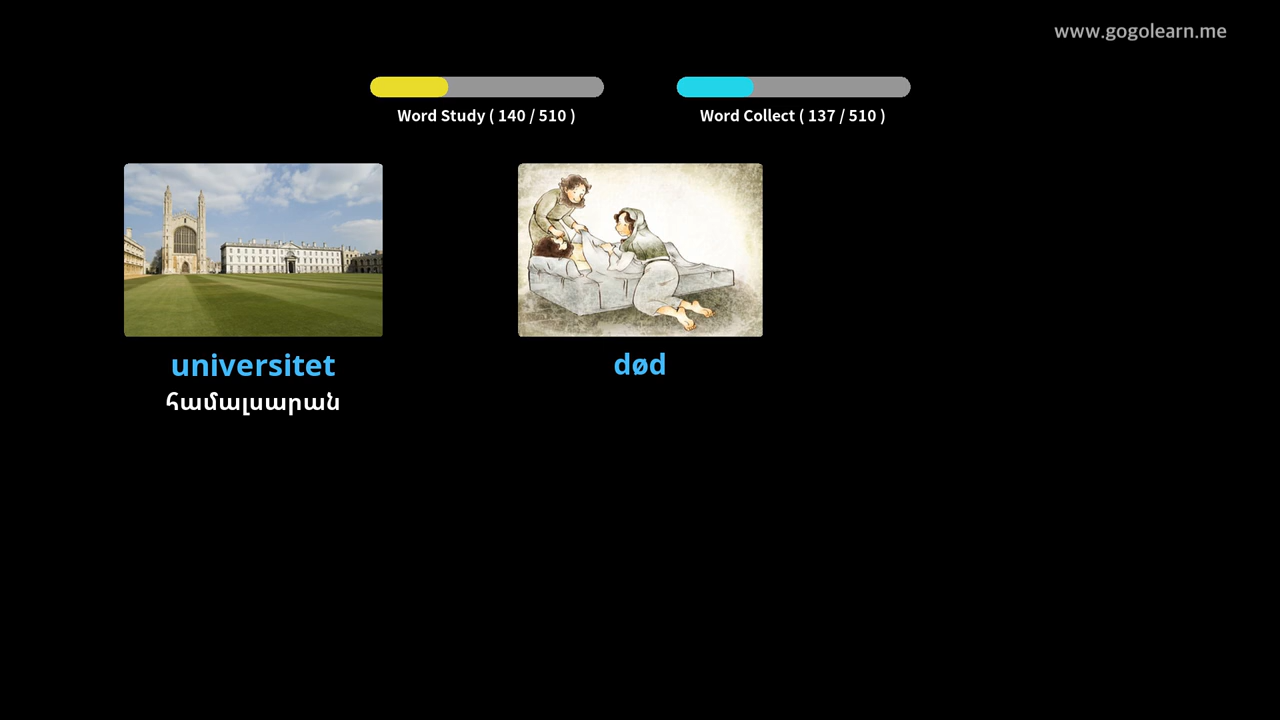 www.gogolearn.me
Word Study ( 140 / 510 )
Word Collect ( 137 / 510 )
universitet
համալսարան
død